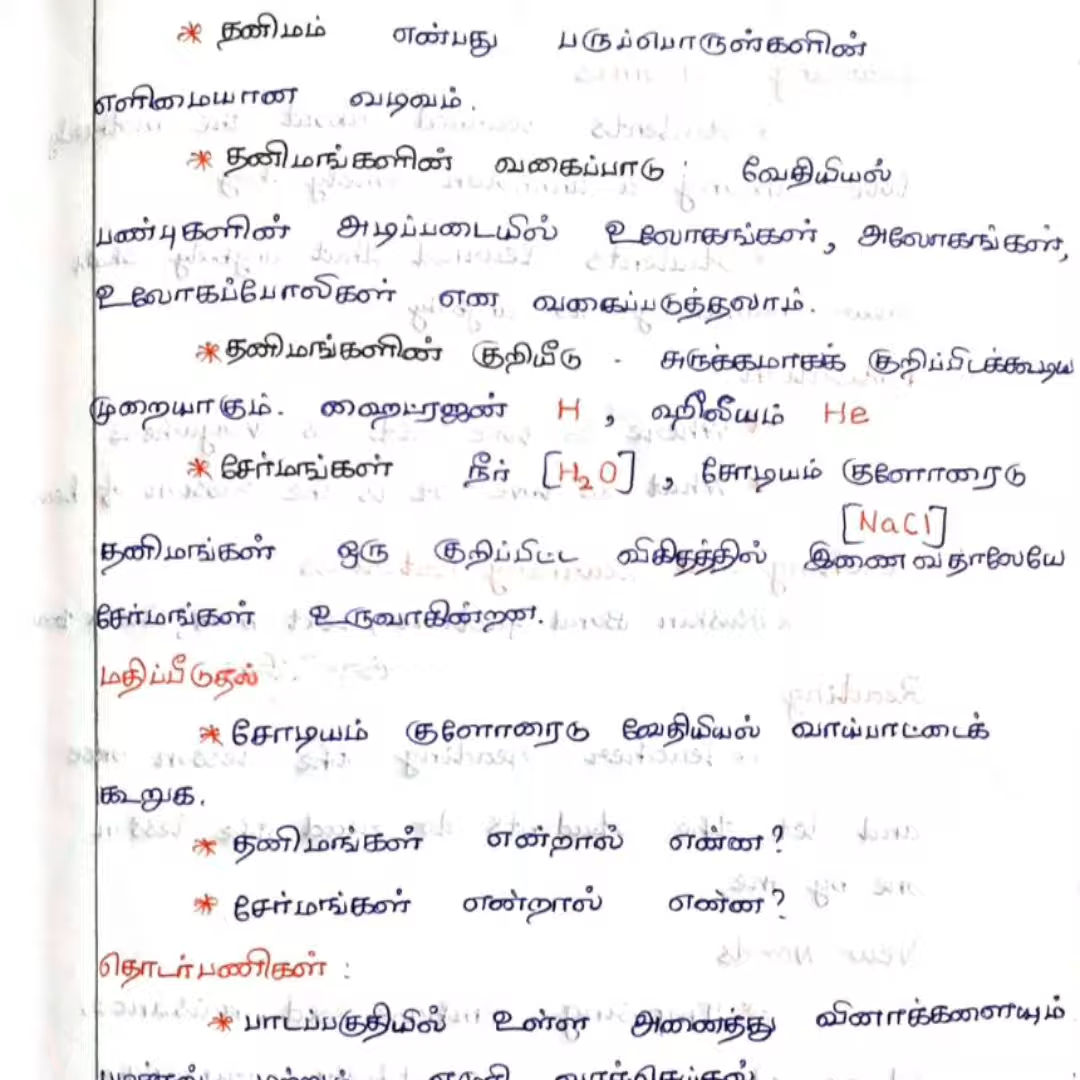 * தனிமம் என்பது பருப்பொருள்களின்
எளிமையான வடிவம்.
* தனிமங்களின் வகைப்பாடு : வேதியியல்
பண்புகளின் அடிப்படையில் உலோகங்கள், அலோகங்கள்,
உலோகப்போலிகள் என வகைப்படுத்தலாம்.
* தனிமங்களின் குறியீடு - சுருக்கமாகக் குறிப்பிடக்கூடிய
முறையாகும். ஹைட்ரஜண் H , ஹீலீயம் He
* சேர்மங்கள் நீர் [H₂O] , சோடியம் குளோரைடு
[NaCl]
தனிமங்கள் ஒரு குறிப்பிட்ட விகிதத்தில் இணைவதாலேயே
சேர்மங்கள் உருவாகின்றன.
மதிப்பீடுதல்
* சோடியம் குளோரைடு வேதியியல் வாய்பாட்டைக்
கூறுக.
* தனிமங்கள் என்றால் என்ன?
* சேர்மங்கள் எண்றால் எண்ண?
தொடர்பணிகள் :
* பாடப்பகுதியில் உள்ள அனைத்து வினாக்களையும்